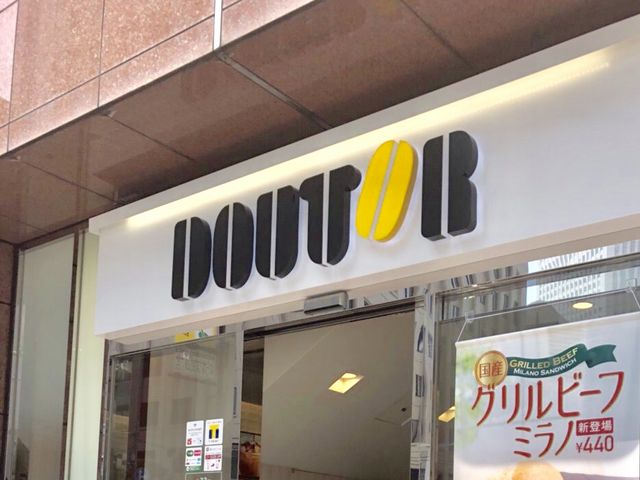 DOUTOR
国産
GRILLED BEEF
MILANO SANDWICH
グリルビーフ
ミラノ
新登場
¥440